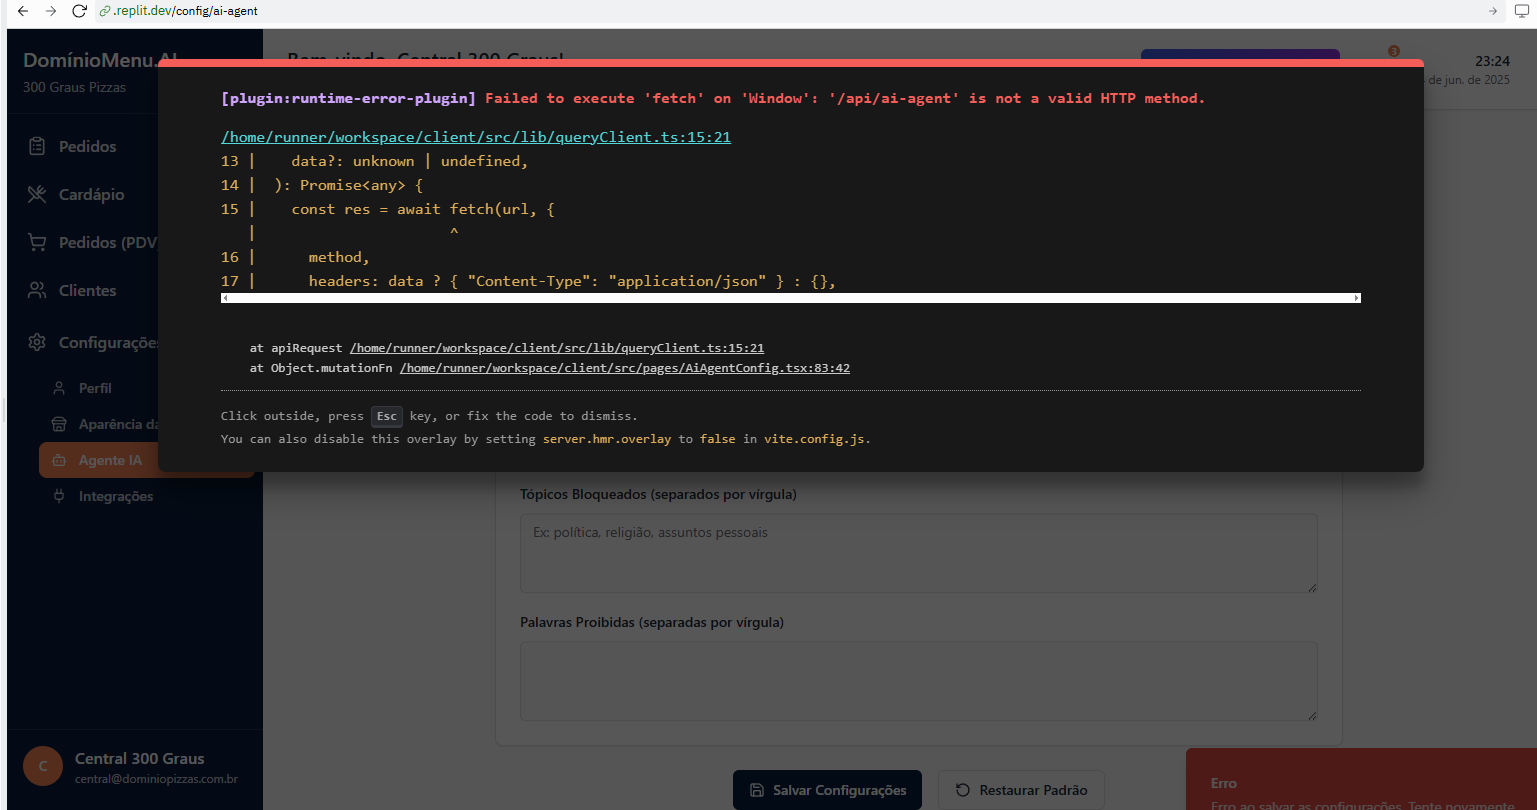 .replit.dev/config/ai-agent
DomínioMenu.AI
300 Graus Pizzas
Bem-vindo, Central 300 Graus!
3
23:24
de jun. de 2025
[plugin:runtime-error-plugin] Failed to execute 'fetch' on 'Window': '/api/ai-agent' is not a valid HTTP method.
/home/runner/workspace/client/src/lib/queryClient.ts:15:21
13 |    data?: unknown | undefined,
14 |  ): Promise<any> {
15 |    const res = await fetch(url, {
   |                      ^
16 |      method,
17 |      headers: data ? { "Content-Type": "application/json" } : {},
at apiRequest /home/runner/workspace/client/src/lib/queryClient.ts:15:21
at Object.mutationFn /home/runner/workspace/client/src/pages/AiAgentConfig.tsx:83:42
Click outside, press Esc key, or fix the code to dismiss.
You can also disable this overlay by setting server.hmr.overlay to false in vite.config.js.
Pedidos
Cardápio
Pedidos (PDV
Clientes
Configurações
Perfil
Aparência da
Agente IA
Integrações
Tópicos Bloqueados (separados por vírgula)
Ex: política, religião, assuntos pessoais
Palavras Proibidas (separadas por vírgula)
C
Central 300 Graus
central@dominiopizzas.com.br
Salvar Configurações
Restaurar Padrão
Erro
Erro ao salvar as configurações. Tente novamente